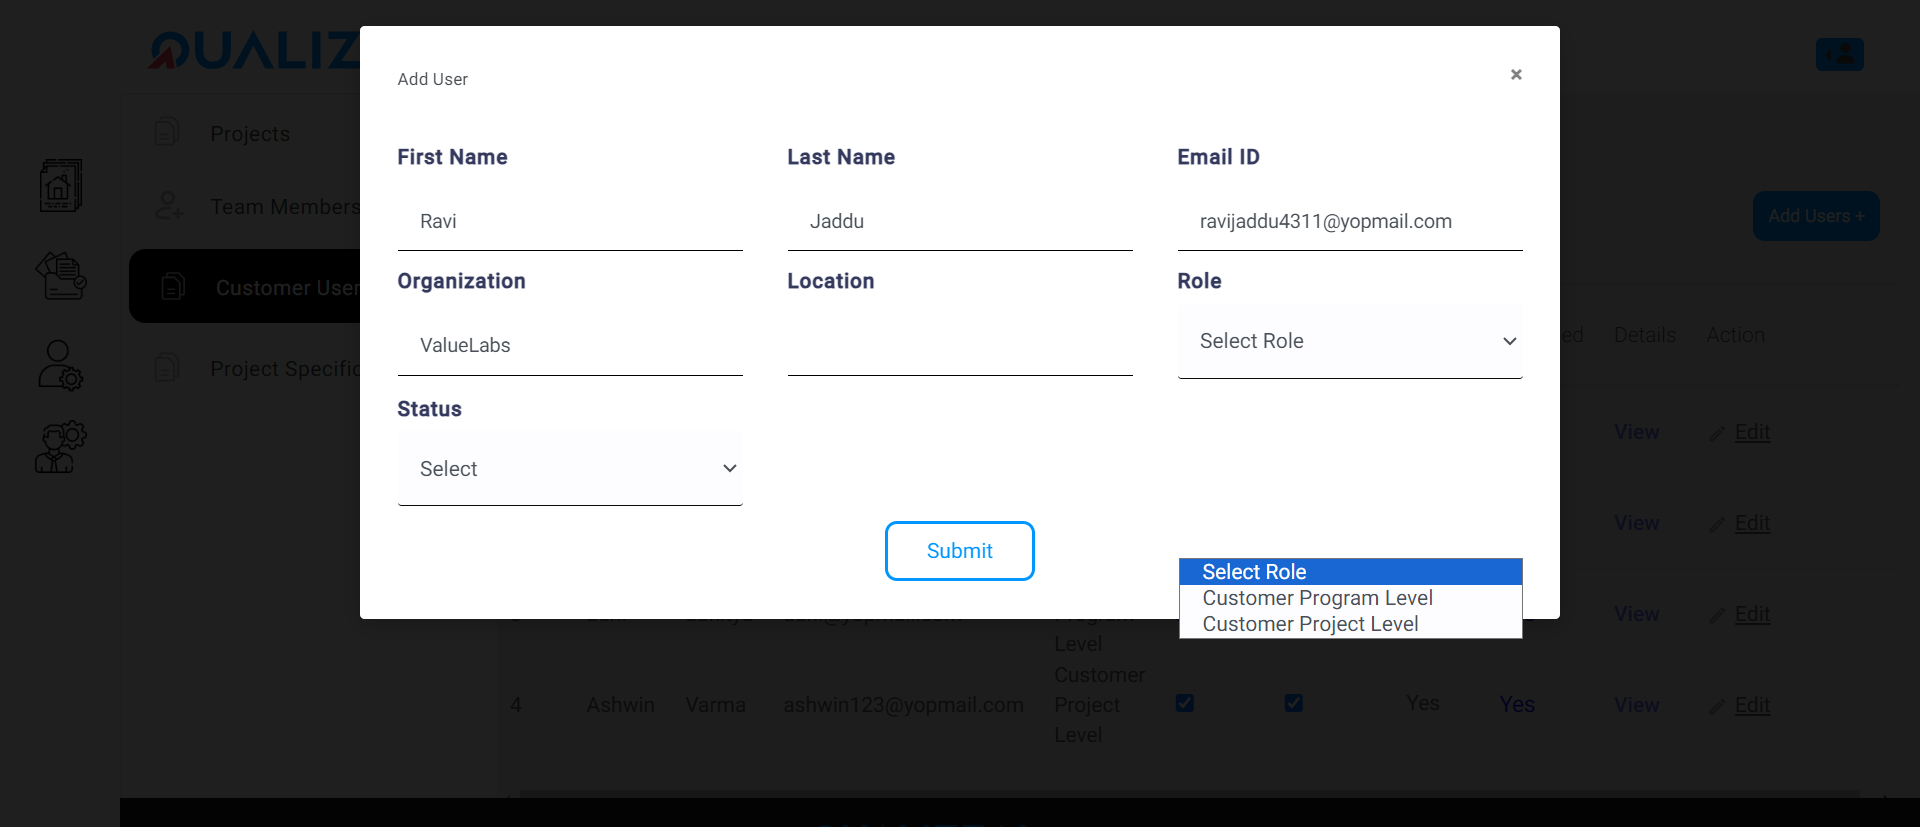 QUALIZ
Add User
×
Projects
Team Members
Customer User
Project Specific
First Name
Last Name
Email ID
Ravi
Jaddu
ravijaddu4311@yopmail.com
Add Users +
Organization
Location
Role
ValueLabs
Select Role
ed
Details
Action
Status
Select
View
Edit
View
Edit
Submit
Select Role
Customer Program Level
Customer Project Level
Level
View
Edit
4
Ashwin
Varma
ashwin123@yopmail.com
Customer
Project
Level
Yes
Yes
View
Edit